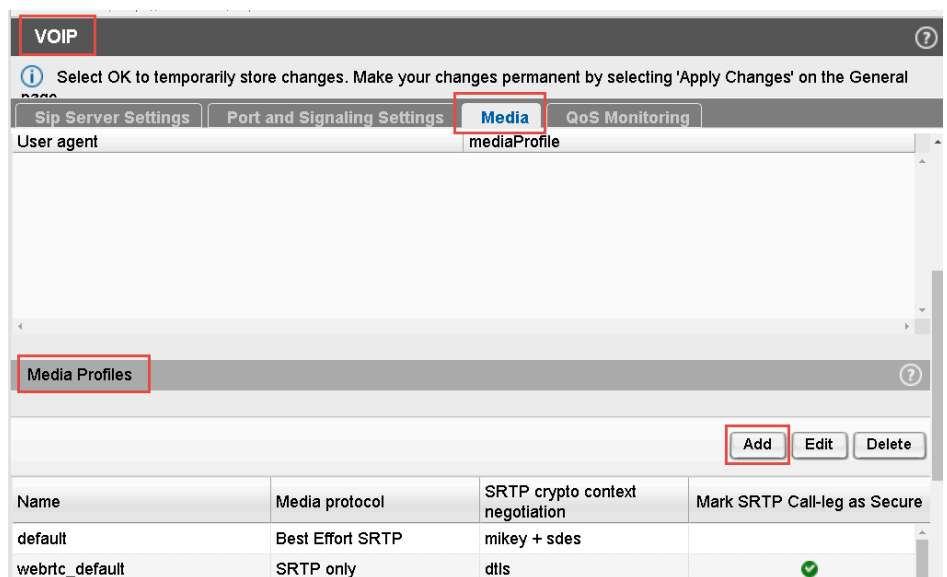 VOIP
Select OK to temporarily store changes. Make your changes permanent by selecting 'Apply Changes' on the General
Sip Server Settings Port and Signaling Settings Media QoS Monitoring
User agent mediaProfile
Media Profiles
Add Edit Delete
Name Media protocol SRTP crypto context negotiation Mark SRTP Call-leg as Secure
default Best Effort SRTP mikey + sdes
webrtc_default SRTP only dtls